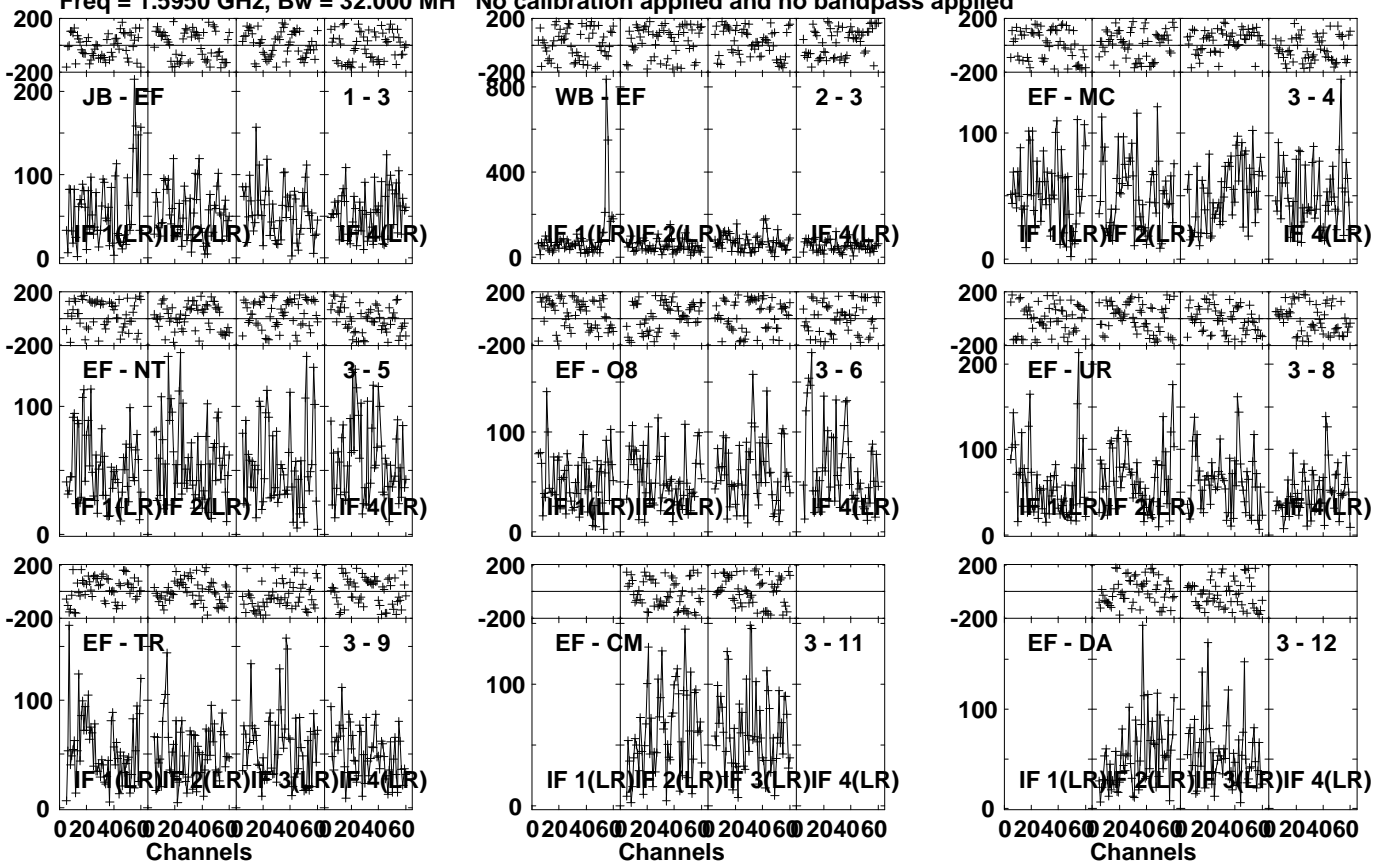 Freq = 1.5950 GHz, Bw = 32.000 MH No calibration applied and no bandpass applied
200
-200
200
100
0
JB - EF 1 - 3
IF 1(LR) IF 2(LR) IF 4(LR)
200
-200
800
400
0
WB - EF 2 - 3
IF 1(LR) IF 2(LR) IF 4(LR)
200
-200
100
0
EF - MC 3 - 4
IF 1(LR) IF 2(LR) IF 4(LR)
200
-200
100
0
EF - NT 3 - 5
IF 1(LR) IF 2(LR) IF 4(LR)
200
-200
100
0
EF - O8 3 - 6
IF 1(LR) IF 2(LR) IF 4(LR)
200
-200
200
100
0
EF - UR 3 - 8
IF 1(LR) IF 2(LR) IF 4(LR)
200
-200
100
0
EF - TR 3 - 9
IF 1(LR) IF 2(LR) IF 3(LR) IF 4(LR)
0 20 40 60 0 20 40 60 0 20 40 60 0 20 40 60
Channels
200
-200
100
0
EF - CM 3 - 11
IF 1(LR) IF 2(LR) IF 3(LR) IF 4(LR)
0 20 40 60 0 20 40 60 0 20 40 60 0 20 40 60
Channels
200
-200
100
0
EF - DA 3 - 12
IF 1(LR) IF 2(LR) IF 3(LR) IF 4(LR)
0 20 40 60 0 20 40 60 0 20 40 60 0 20 40 60
Channels